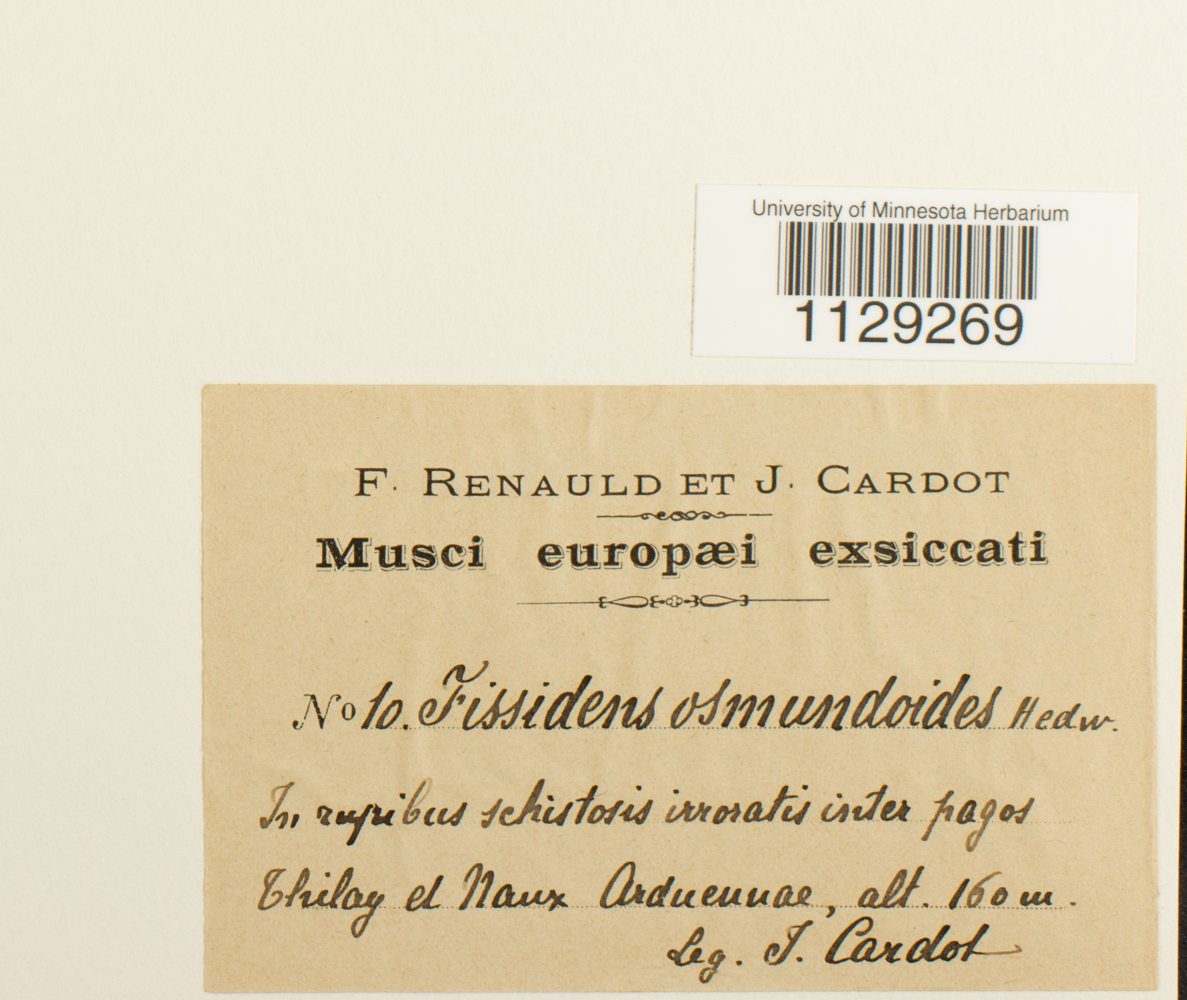 University of Minnesota Herbarium
1129269
F. RENAULD ET J. CARDOT
Musci europæi exsiccati
No 10. Fissidens osmundoides Hedw.
In rupibus schistosis irroratis inter pagos
Thilay et Naux Arduennae, alt. 160 m.
Leg. J. Cardot